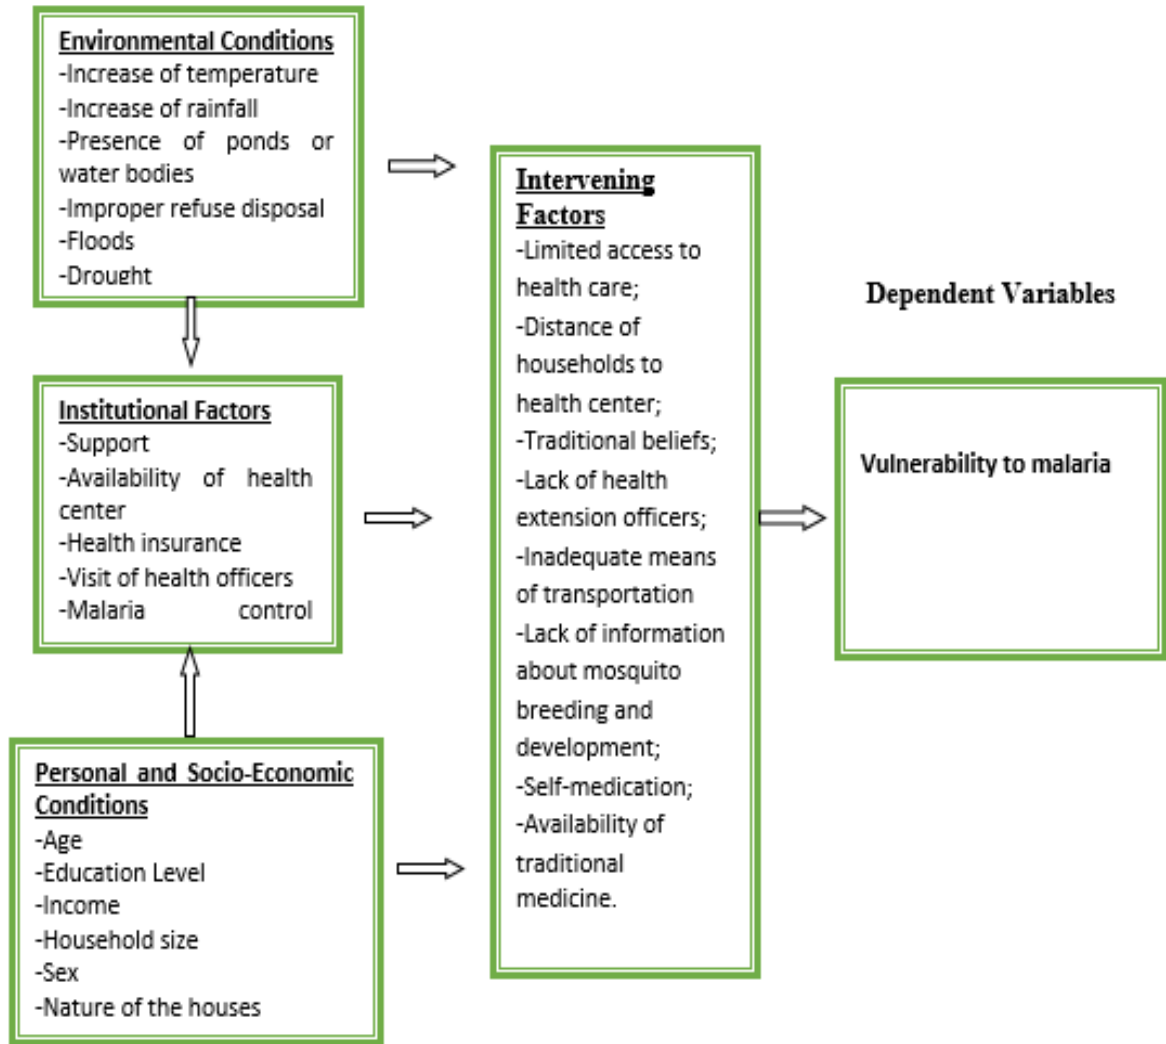 Environmental Conditions
-Increase of temperature
-Increase of rainfall
-Presence of ponds or
water bodies
-Improper refuse disposal
-Floods
-Drought
Institutional Factors
-Support
-Availability of health
center
-Health insurance
-Visit of health officers
-Malaria control
Personal and Socio-Economic
Conditions
-Age
-Education Level
-Income
-Household size
-Sex
-Nature of the houses
Intervening
Factors
-Limited access to
health care;
-Distance of
households to
health center;
-Traditional beliefs;
-Lack of health
extension officers;
-Inadequate means
of transportation
-Lack of information
about mosquito
breeding and
development;
-Self-medication;
-Availability of
traditional
medicine.
Dependent Variables
Vulnerability to malaria